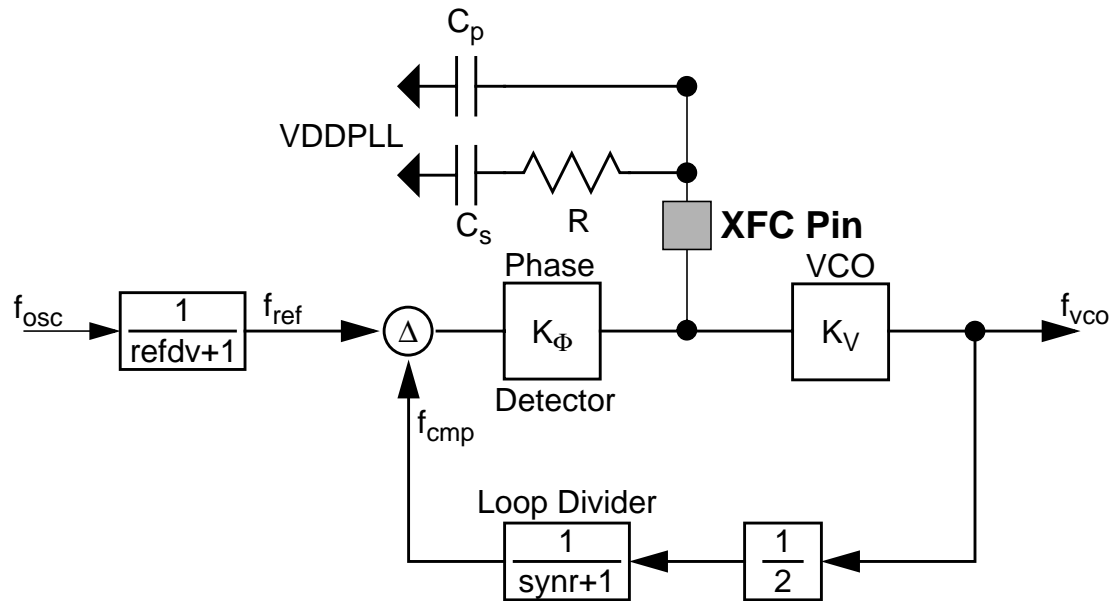 Cp
VDDPLL
Cs
R
XFC Pin
Phase
VCO
fosc
1
refdv+1
fref
Δ
KΦ
KV
fvco
Detector
fcmp
Loop Divider
1
synr+1
1
2